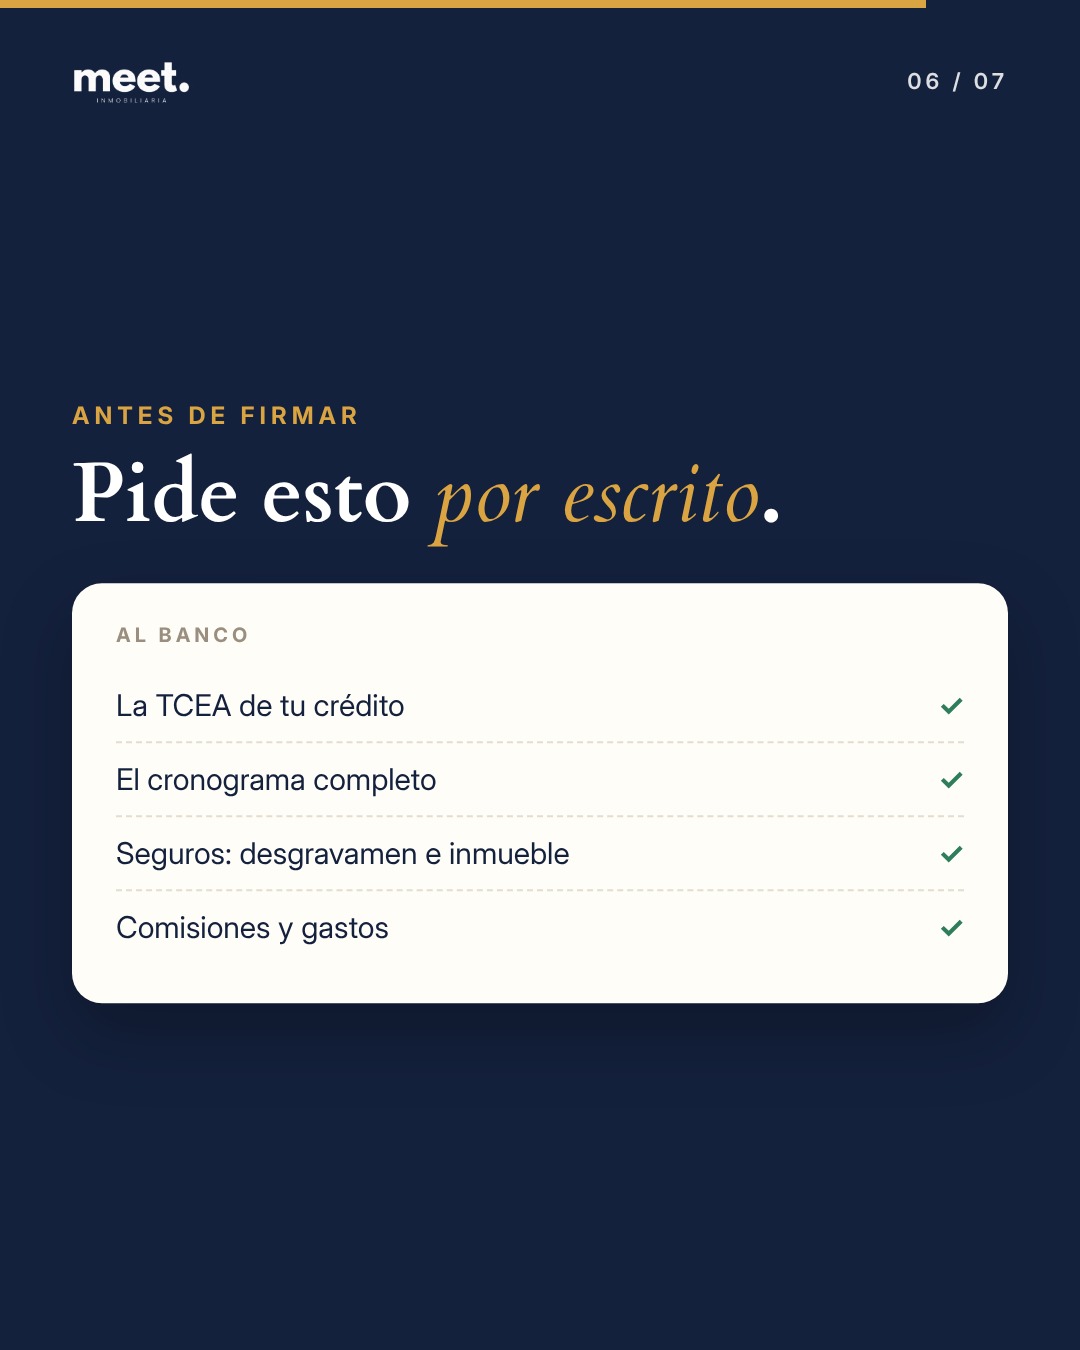 meet.
INMOBILIARIA
06 / 07
ANTES DE FIRMAR
Pide esto por escrito.
AL BANCO
La TCEA de tu crédito
El cronograma completo
Seguros: desgravamen e inmueble
Comisiones y gastos